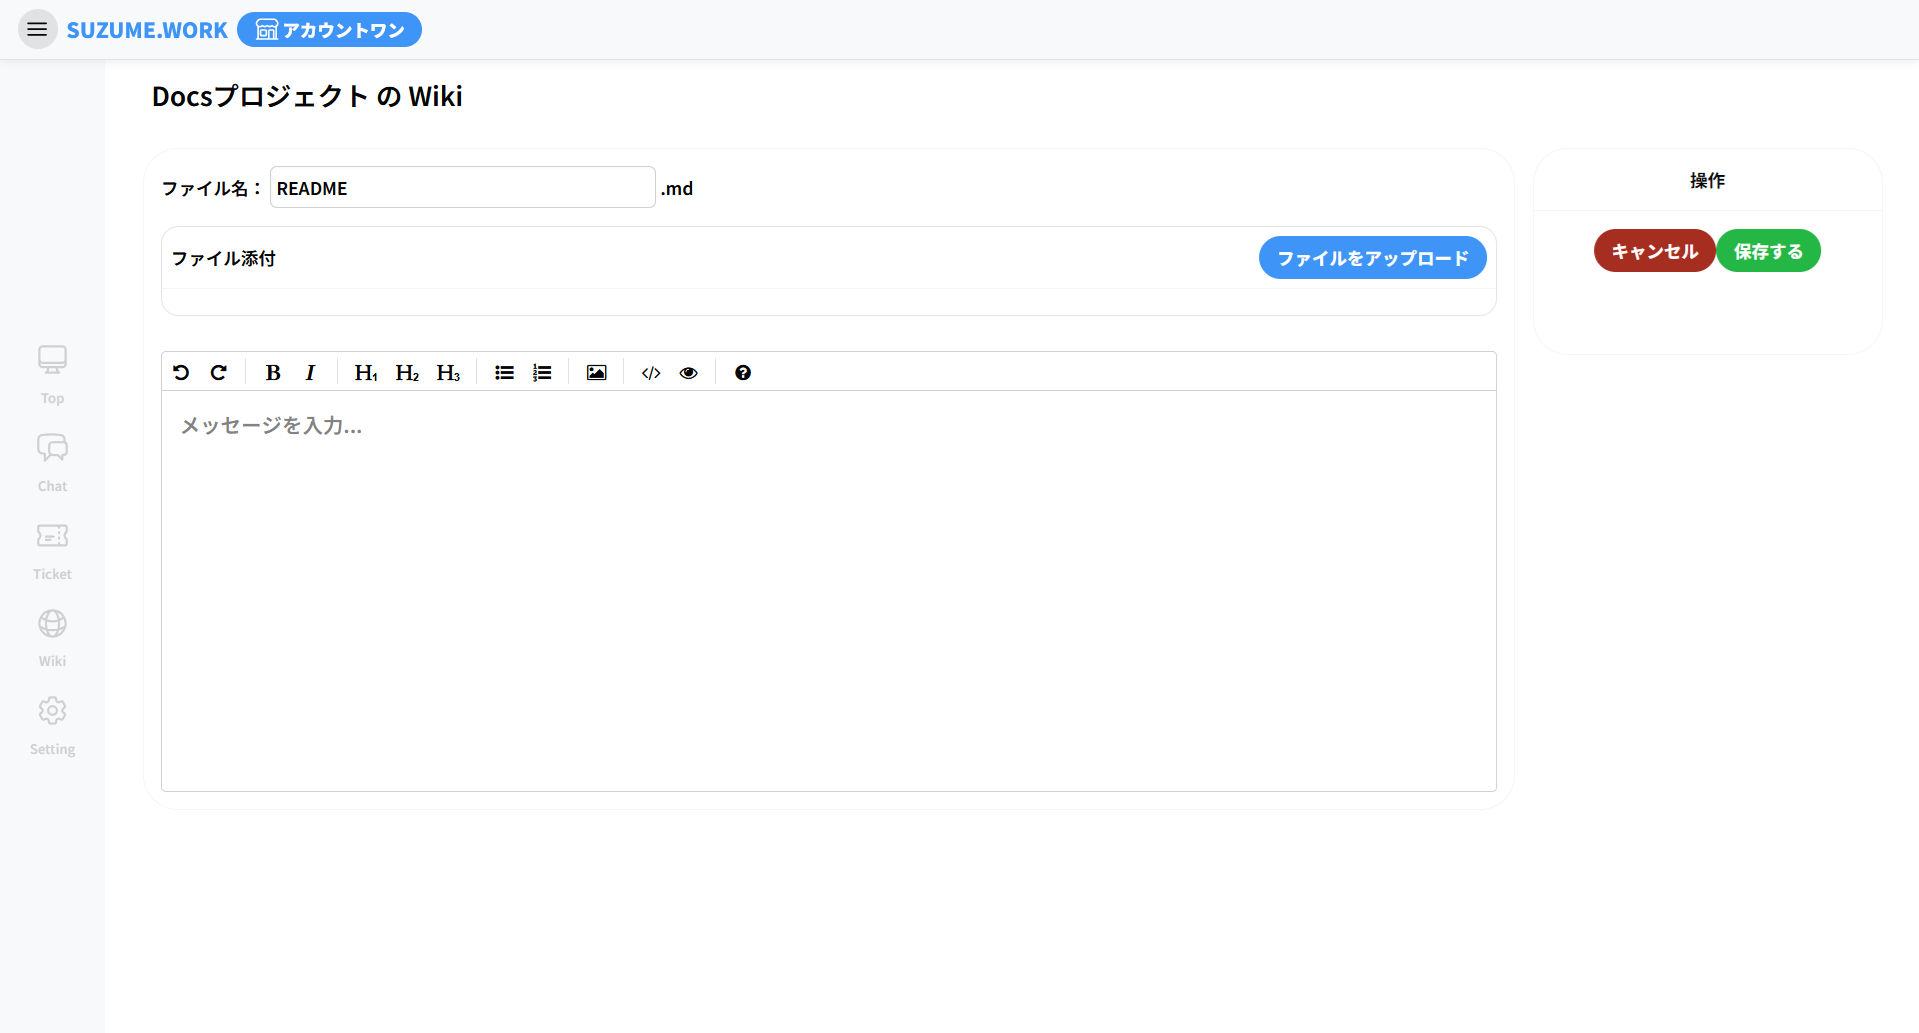 SUZUME.WORK アカウントワン
Docsプロジェクト の Wiki
ファイル名： README .md
ファイル添付 ファイルをアップロード
B I H1 H2 H3
メッセージを入力...
操作
キャンセル 保存する
Top
Chat
Ticket
Wiki
Setting